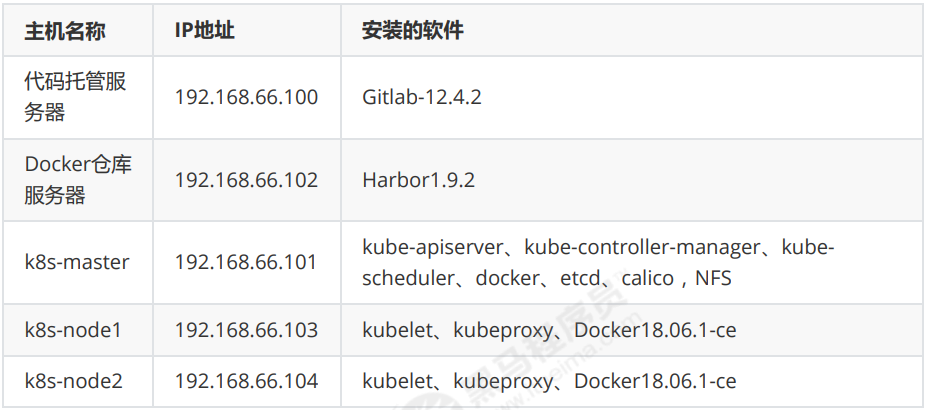 主机名称 IP地址 安装的软件
代码托管服
务器
192.168.66.100 Gitlab-12.4.2
Docker仓库
服务器
192.168.66.102 Harbor1.9.2
k8s-master 192.168.66.101
kube-apiserver、kube-controller-manager、kube-
scheduler、docker、etcd、calico，NFS
k8s-node1 192.168.66.103 kubelet、kubeproxy、Docker18.06.1-ce
k8s-node2 192.168.66.104 kubelet、kubeproxy、Docker18.06.1-ce
黑马程序员